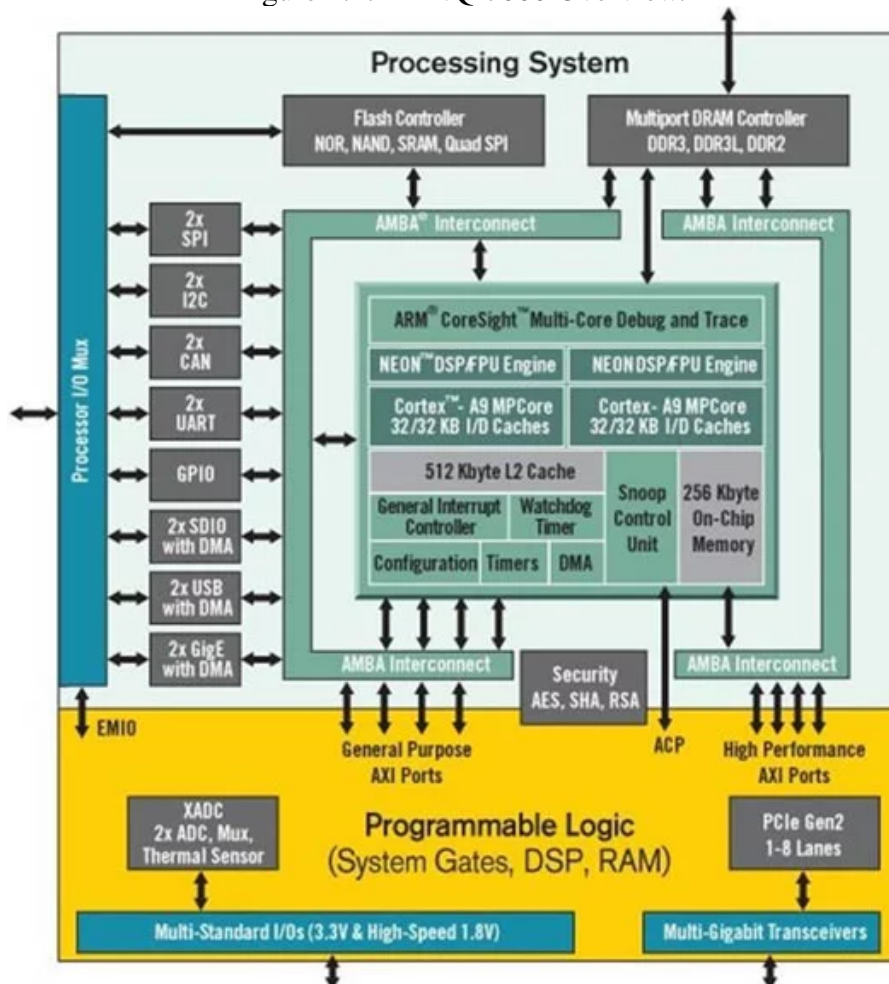 Processing System
Flash Controller
NOR, NAND, SRAM, Quad SPI
Multiport DRAM Controller
DDR3, DDR3L, DDR2
AMBA® Interconnect
AMBA Interconnect
Processor I/O Mux
2x
SPI
2x
I2C
2x
CAN
2x
UART
GPIO
2x SDIO
with DMA
2x USB
with DMA
2x GigE
with DMA
ARM® CoreSight™ Multi-Core Debug and Trace
NEON™ DSP/FPU Engine
NEON DSP/FPU Engine
Cortex™- A9 MPCore
32/32 KB I/D Caches
Cortex- A9 MPCore
32/32 KB I/D Caches
512 Kbyte L2 Cache
General Interrupt
Controller
Watchdog
Timer
Configuration
Timers
DMA
Snoop
Control
Unit
256 Kbyte
On-Chip
Memory
AMBA Interconnect
AMBA Interconnect
Security
AES, SHA, RSA
EMIO
General Purpose
AXI Ports
ACP
High Performance
AXI Ports
XADC
2x ADC, Mux,
Thermal Sensor
Programmable Logic
(System Gates, DSP, RAM)
PCIe Gen2
1-8 Lanes
Multi-Standard I/Os (3.3V & High-Speed 1.8V)
Multi-Gigabit Transceivers